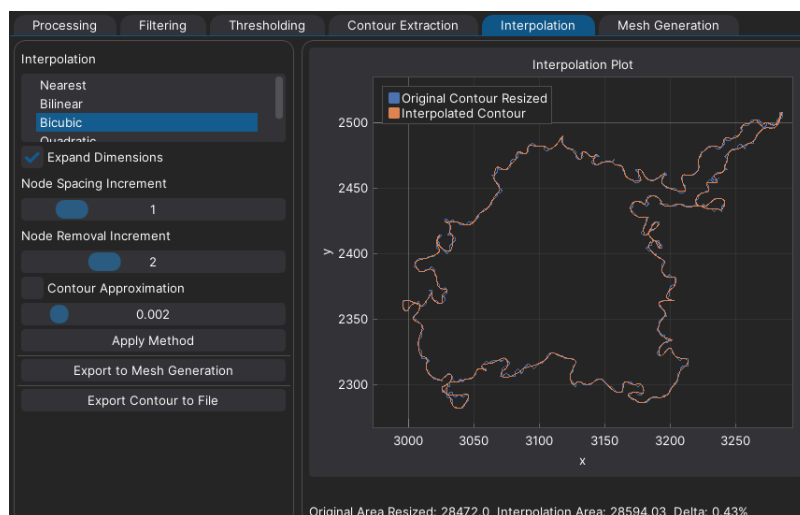 Processing Filtering Thresholding Contour Extraction Interpolation Mesh Generation
Interpolation
Nearest
Bilinear
Bicubic
Quadratic
Expand Dimensions
Node Spacing Increment
1
Node Removal Increment
2
Contour Approximation
0.002
Apply Method
Export to Mesh Generation
Export Contour to File
Interpolation Plot
Original Contour Resized
Interpolated Contour
2500
2450
2400
2350
2300
y
3000 3050 3100 3150 3200 3250
x
Original Area Resized: 28472.0 Interpolation Area: 28594.03 Delta: 0.43%